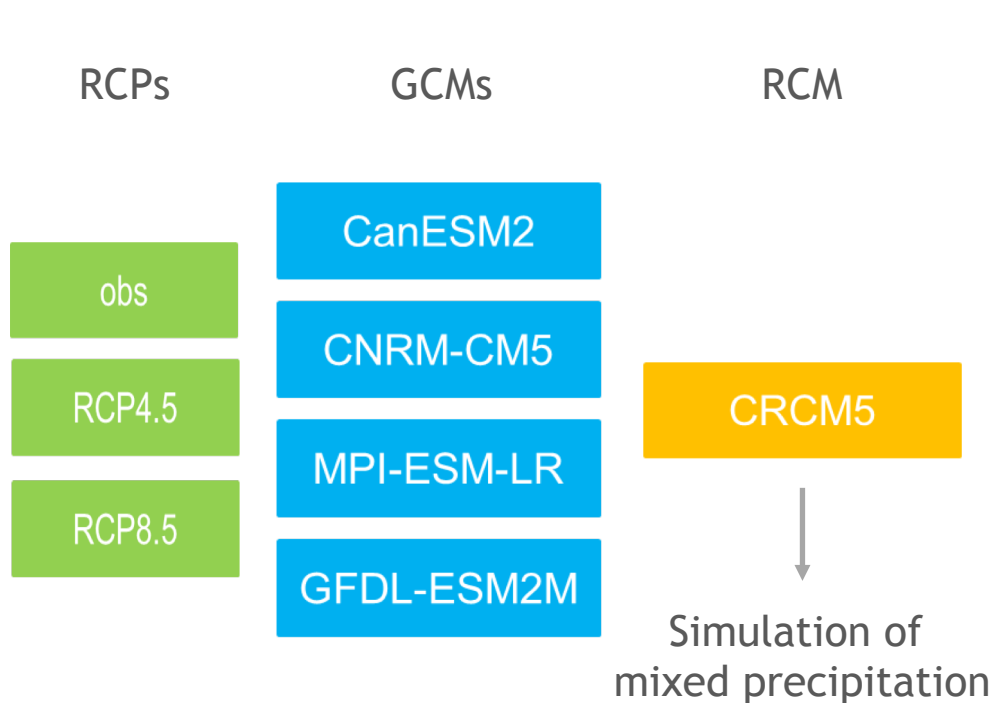 RCPs
GCMs
RCM
obs
RCP4.5
RCP8.5
CanESM2
CNRM-CM5
MPI-ESM-LR
GFDL-ESM2M
CRCM5
Simulation of
mixed precipitation